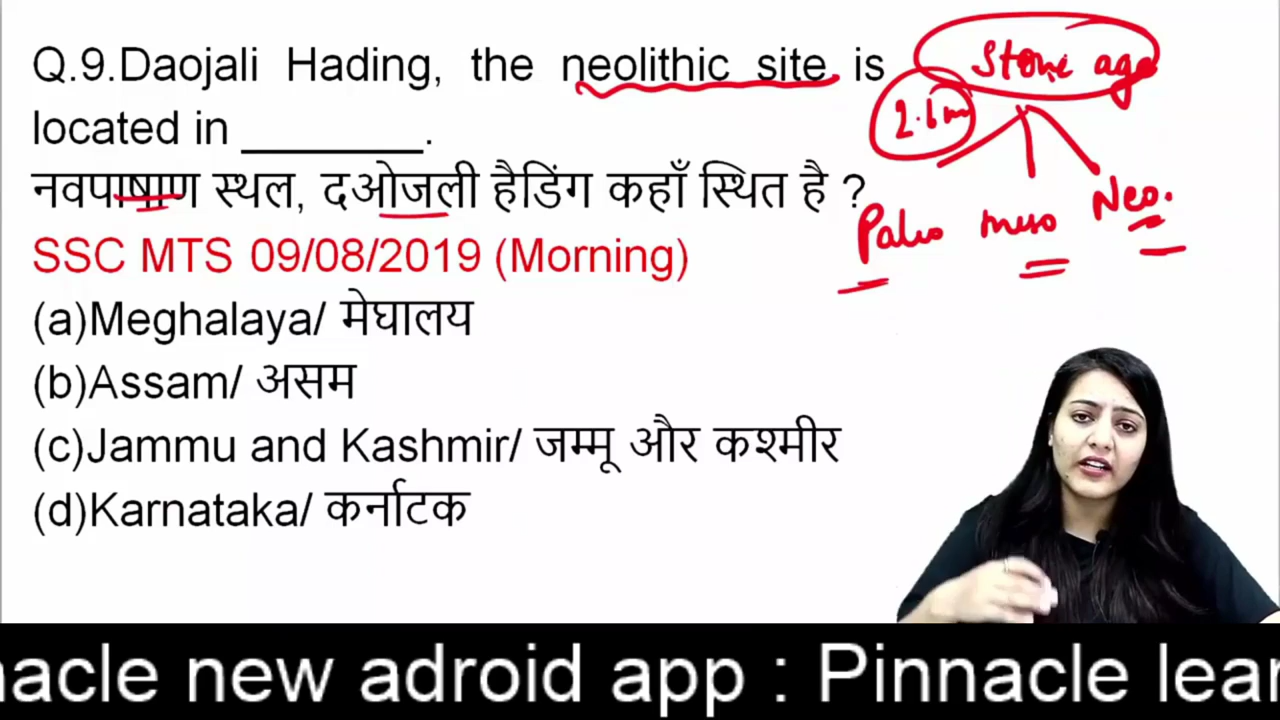 Q.9.Daojali Hading, the neolithic site is
located in _______.
नवपाषाण स्थल, दओजली हैडिंग कहाँ स्थित है ?
SSC MTS 09/08/2019 (Morning)
(a)Meghalaya/ मेघालय
(b)Assam/ असम
(c)Jammu and Kashmir/ जम्मू और कश्मीर
(d)Karnataka/ कर्नाटक
Stone age
2.6m
Paleo meso Neo.
nacle new adroid app : Pinnacle lear